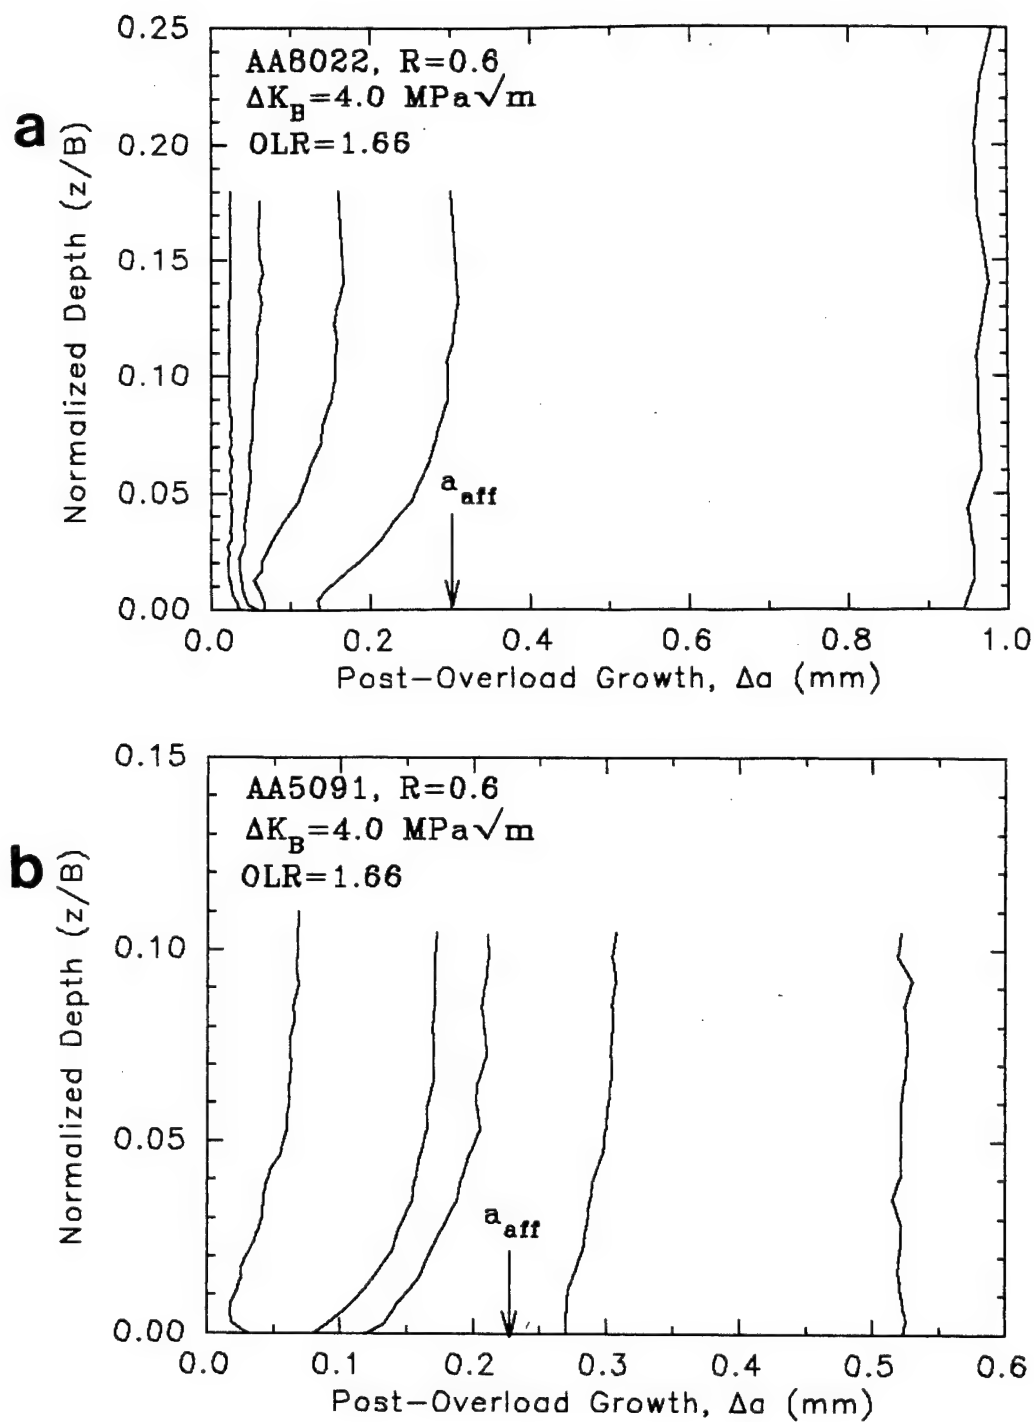 a
0.25
0.20
0.15
0.10
0.05
0.00
Normalized Depth (z/B)
AA8022, R=0.6
ΔK_B=4.0 MPa√m
OLR=1.66
a_aff
0.0 0.2 0.4 0.6 0.8 1.0
Post-Overload Growth, Δa (mm)
b
0.15
0.10
0.05
0.00
Normalized Depth (z/B)
AA5091, R=0.6
ΔK_B=4.0 MPa√m
OLR=1.66
a_aff
0.0 0.1 0.2 0.3 0.4 0.5 0.6
Post-Overload Growth, Δa (mm)